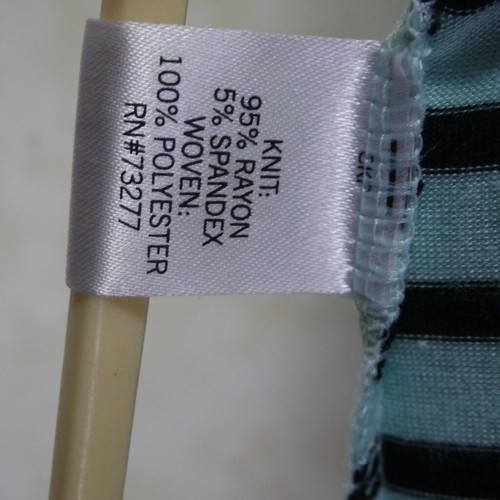 KNIT:
95% RAYON
5% SPANDEX
WOVEN:
100% POLYESTER
RN#73277